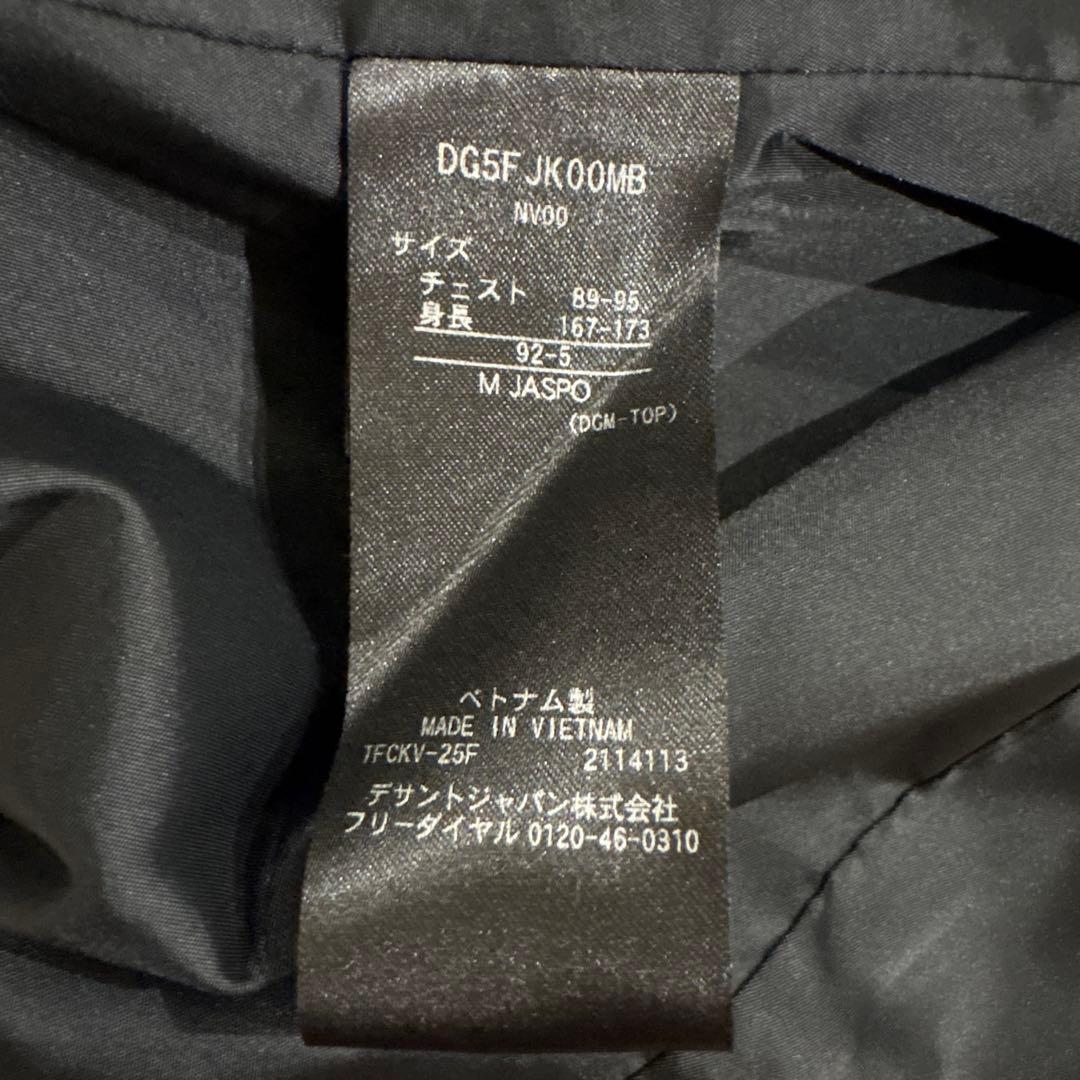 DG5FJK00MB
NV00
サイズ
チェスト 89-95
身長 167-173
92-5
M JASPO
(DGM-TOP)
ベトナム製
MADE IN VIETNAM
TFCKV-25F 2114113
デサントジャパン株式会社
フリーダイヤル 0120-46-0310